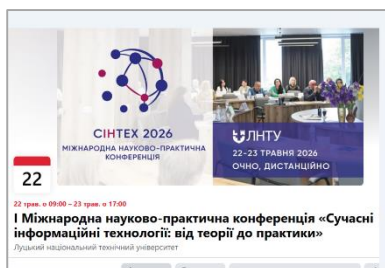 СІНТЕХ 2026
МІЖНАРОДНА НАУКОВО-ПРАКТИЧНА
КОНФЕРЕНЦІЯ
ЛНТУ
22-23 ТРАВНЯ 2026
ОЧНО, ДИСТАНЦІЙНО
22
22 трав. о 09:00 – 23 трав. о 17:00
І Міжнародна науково-практична конференція «Сучасні
інформаційні технології: від теорії до практики»
Луцький національний технічний університет